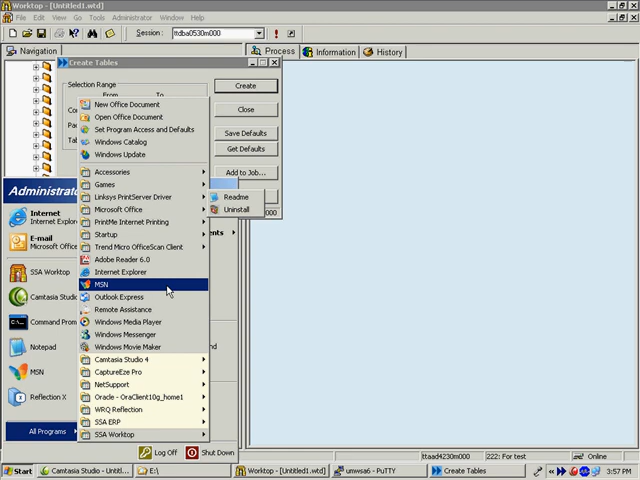 Worktop - [Untitled1.wtd]
File Edit View Go Tools Administrator Window Help
Session: ttdba0530m000
Navigation
Process Information History
Create Tables
Selection Range
From To
Create
Close
Save Defaults
Get Defaults
Add to Job...
New Office Document
Open Office Document
Set Program Access and Defaults
Windows Catalog
Windows Update
Accessories
Games
Linksys PrintServer Driver
Readme
Microsoft Office
Uninstall
PrintMe Internet Printing
Startup
Trend Micro OfficeScan Client
Adobe Reader 6.0
Internet Explorer
MSN
Outlook Express
Remote Assistance
Windows Media Player
Windows Messenger
Windows Movie Maker
Camtasia Studio 4
CaptureEze Pro
NetSupport
Oracle - OraClient10g_home1
WRQ Reflection
SSA ERP
SSA Worktop
Administrator
Internet
Internet Explorer
E-mail
Microsoft Office
SSA Worktop
Camtasia Studio
Command Prom
Notepad
MSN
Reflection X
All Programs
Log Off Shut Down
ttaad4230m000 222: For test Online
Start Camtasia Studio - Untitl... E:\ Worktop - [Untitled1.wtd] umwsa6 - PuTTY Create Tables 3:57 PM